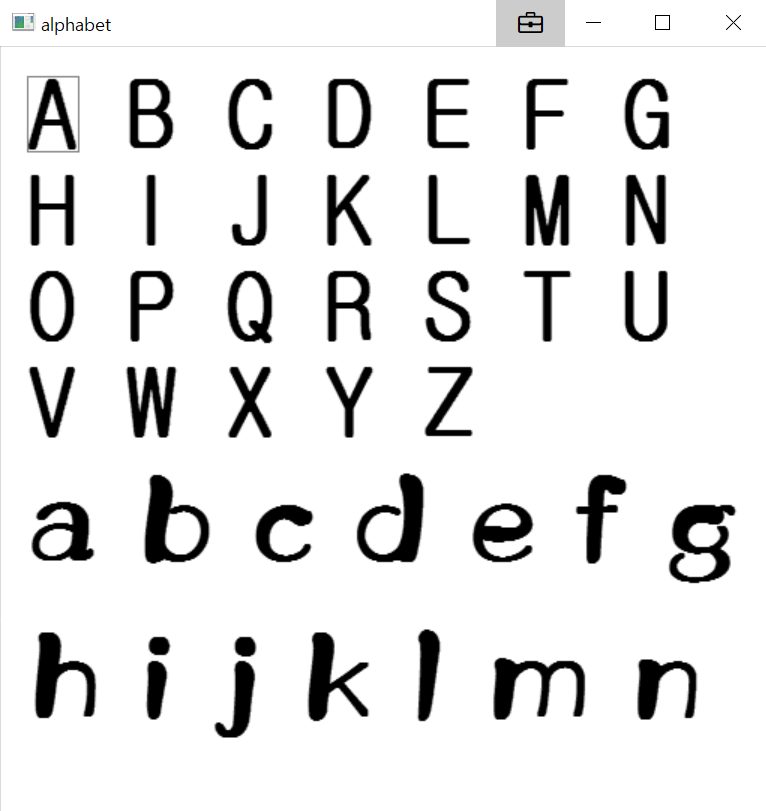 alphabet
A B C D E F G
H I J K L M N
O P Q R S T U
V W X Y Z
a b c d e f g
h i j k l m n